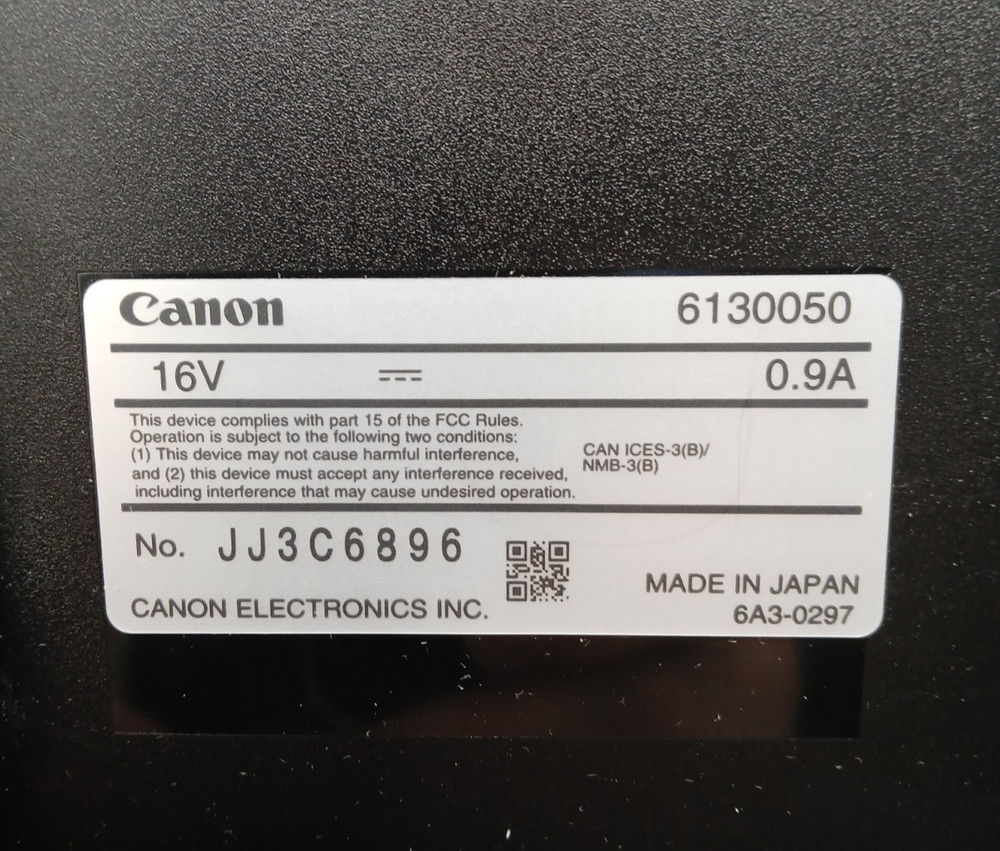 Canon 6130050
16V 0.9A
This device complies with part 15 of the FCC Rules.
Operation is subject to the following two conditions:
(1) This device may not cause harmful interference,
and (2) this device must accept any interference received,
including interference that may cause undesired operation.
CAN ICES-3(B)/
NMB-3(B)
No. JJ3C6896
CANON ELECTRONICS INC.
MADE IN JAPAN
6A3-0297